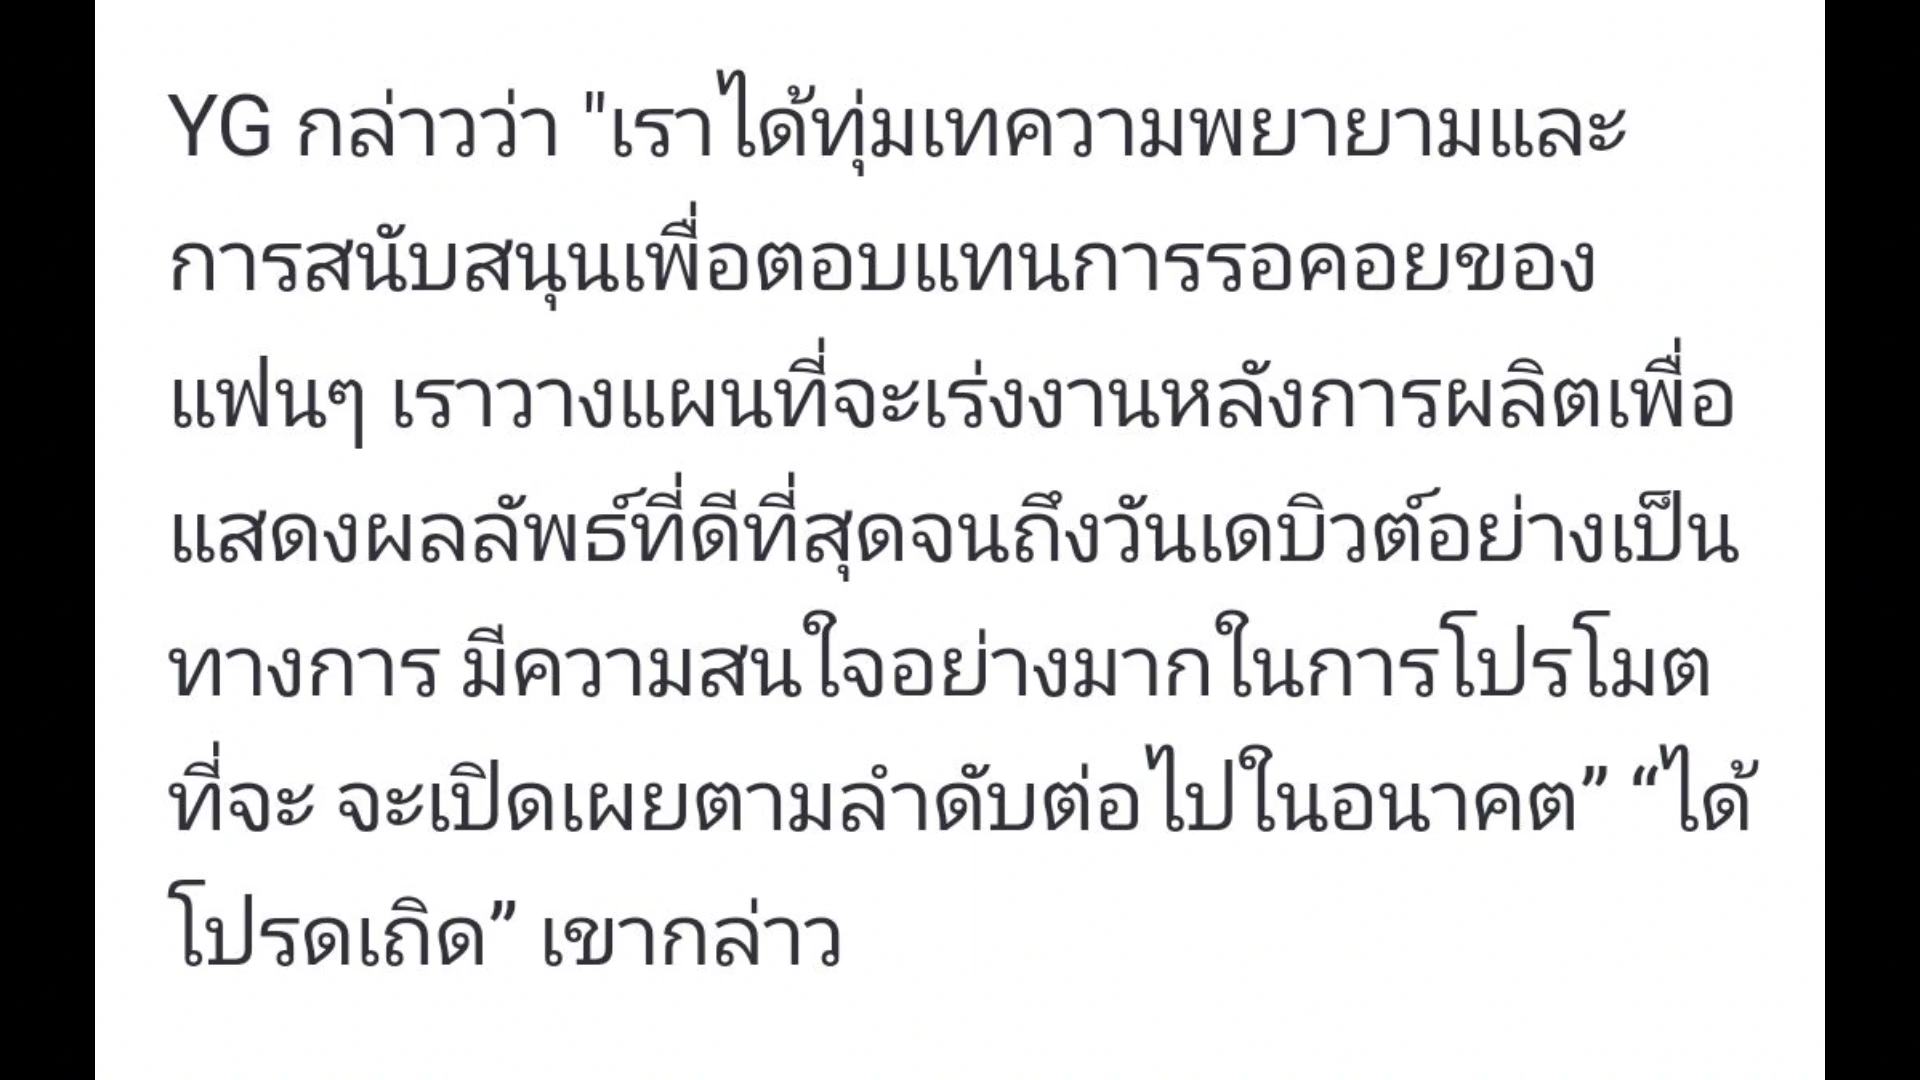 YG กล่าวว่า "เราได้ทุ่มเทความพยายามและ
การสนับสนุนเพื่อตอบแทนการรอคอยของ
แฟนๆ เราวางแผนที่จะเร่งงานหลังการผลิตเพื่อ
แสดงผลลัพธ์ที่ดีที่สุดจนถึงวันเดบิวต์อย่างเป็น
ทางการ มีความสนใจอย่างมากในการโปรโมต
ที่จะ จะเปิดเผยตามลำดับต่อไปในอนาคต” “ได้
โปรดเถิด” เขากล่าว